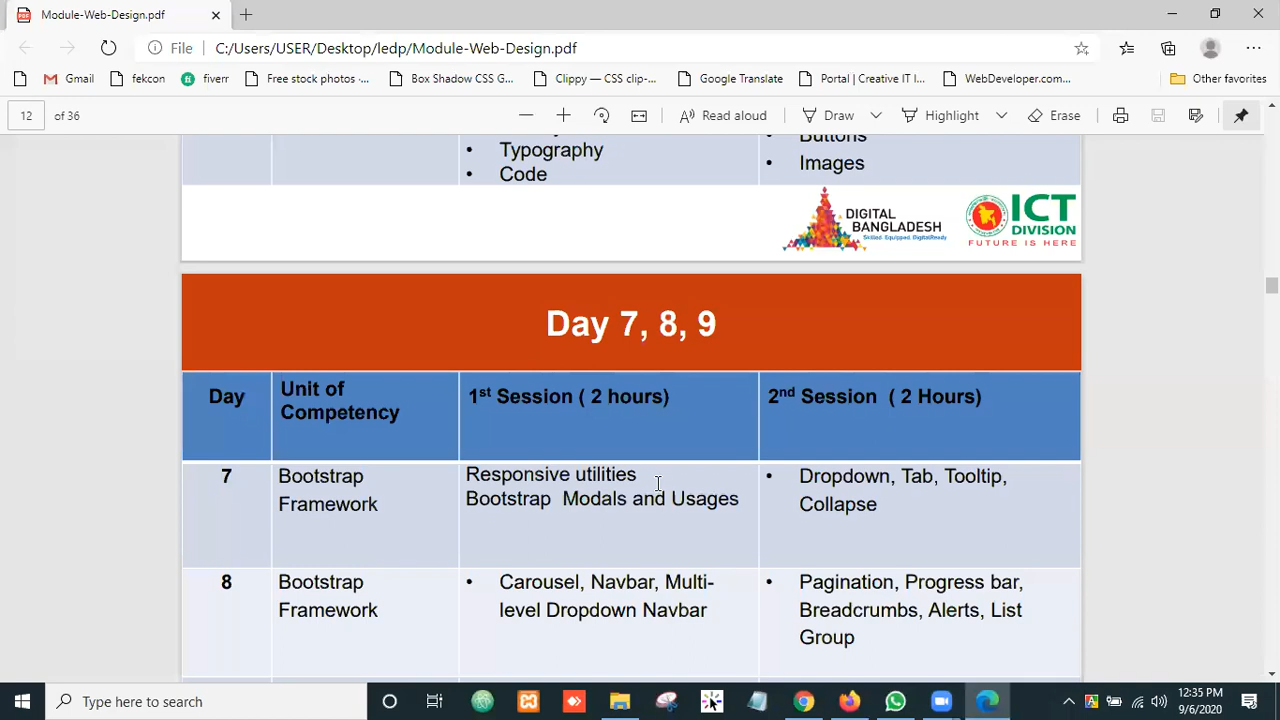 Module-Web-Design.pdf
File C:/Users/USER/Desktop/ledp/Module-Web-Design.pdf
Gmail fekcon fiverr Free stock photos ·... Box Shadow CSS G... Clippy — CSS clip-... Google Translate Portal | Creative IT I... WebDeveloper.com... Other favorites
12 of 36 Read aloud Draw Highlight Erase
• Typography
• Code
Buttons
• Images
DIGITAL BANGLADESH
Skilled. Equipped. DigitalReady
ICT
DIVISION
FUTURE IS HERE
Day 7, 8, 9
Day
Unit of
Competency
1st Session ( 2 hours)
2nd Session ( 2 Hours)
7
Bootstrap
Framework
Responsive utilities
Bootstrap Modals and Usages
• Dropdown, Tab, Tooltip,
Collapse
8
Bootstrap
Framework
• Carousel, Navbar, Multi-
level Dropdown Navbar
• Pagination, Progress bar,
Breadcrumbs, Alerts, List
Group
Type here to search
12:35 PM
9/6/2020